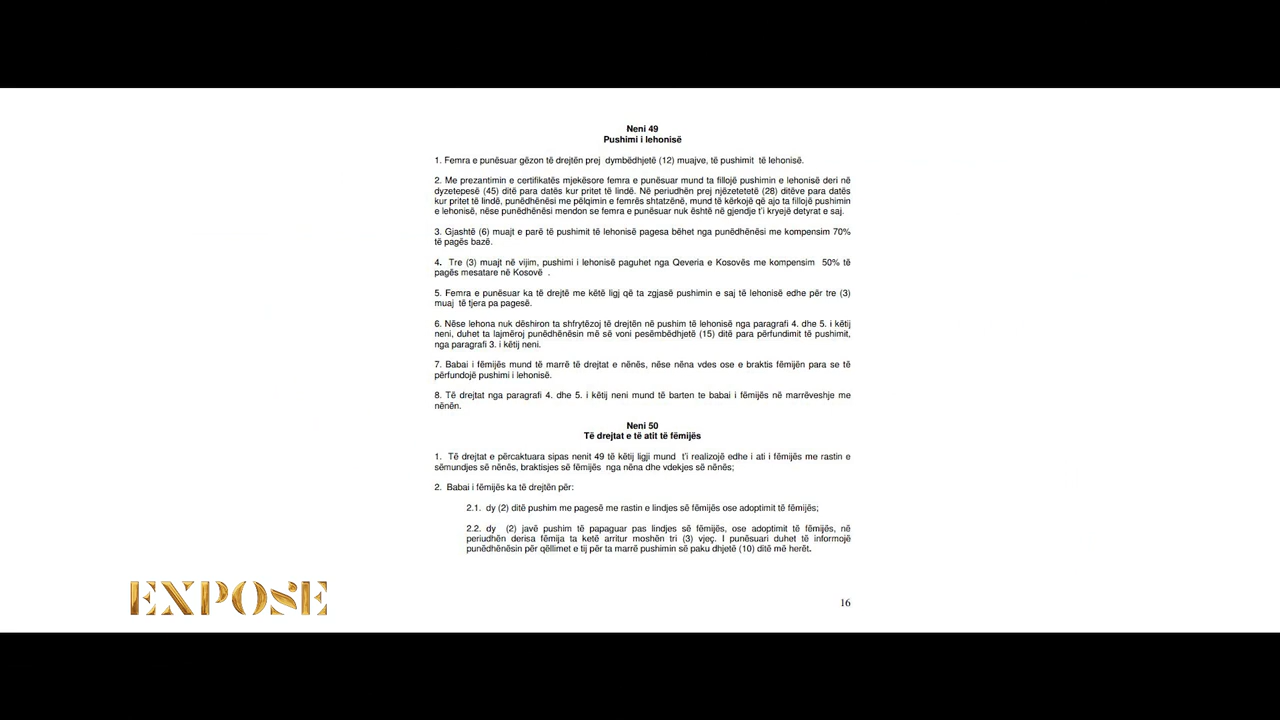 Neni 49
Pushimi i lehonisë
1. Femra e punësuar gëzon të drejtën prej dymbëdhjetë (12) muajve, të pushimit të lehonisë.
2. Me prezantimin e certifikatës mjekësore femra e punësuar mund ta fillojë pushimin e lehonisë deri në
dyzetepesë (45) ditë para datës kur pritet të lindë. Në periudhën prej njëzetetetë (28) ditëve para datës
kur pritet të lindë, punëdhënësi me pëlqimin e femrës shtatzënë, mund të kërkojë që ajo ta fillojë pushimin
e lehonisë, nëse punëdhënësi mendon se femra e punësuar nuk është në gjendje t'i kryejë detyrat e saj.
3. Gjashtë (6) muajt e parë të pushimit të lehonisë pagesa bëhet nga punëdhënësi me kompensim 70%
të pagës bazë.
4. Tre (3) muajt në vijim, pushimi i lehonisë paguhet nga Qeveria e Kosovës me kompensim 50% të
pagës mesatare në Kosovë .
5. Femra e punësuar ka të drejtë me këtë ligj që ta zgjasë pushimin e saj të lehonisë edhe për tre (3)
muaj të tjera pa pagesë.
6. Nëse lehona nuk dëshiron ta shfrytëzoj të drejtën në pushim të lehonisë nga paragrafi 4. dhe 5. i këtij
neni, duhet ta lajmëroj punëdhënësin më së voni pesëmbëdhjetë (15) ditë para përfundimit të pushimit,
nga paragrafi 3. i këtij neni.
7. Babai i fëmijës mund të marrë të drejtat e nënës, nëse nëna vdes ose e braktis fëmijën para se të
përfundojë pushimi i lehonisë.
8. Të drejtat nga paragrafi 4. dhe 5. i këtij neni mund të barten te babai i fëmijës në marrëveshje me
nënën.
Neni 50
Të drejtat e të atit të fëmijës
1. Të drejtat e përcaktuara sipas nenit 49 të këtij ligji mund t'i realizojë edhe i ati i fëmijës me rastin e
sëmundjes së nënës, braktisjes së fëmijës nga nëna dhe vdekjes së nënës;
2. Babai i fëmijës ka të drejtën për:
2.1. dy (2) ditë pushim me pagesë me rastin e lindjes së fëmijës ose adoptimit të fëmijës;
2.2. dy (2) javë pushim të papaguar pas lindjes së fëmijës, ose adoptimit të fëmijës, në
periudhën derisa fëmija ta ketë arritur moshën tri (3) vjeç. I punësuari duhet të informojë
punëdhënësin për qëllimet e tij për ta marrë pushimin së paku dhjetë (10) ditë më herët.
EXPOSE
16